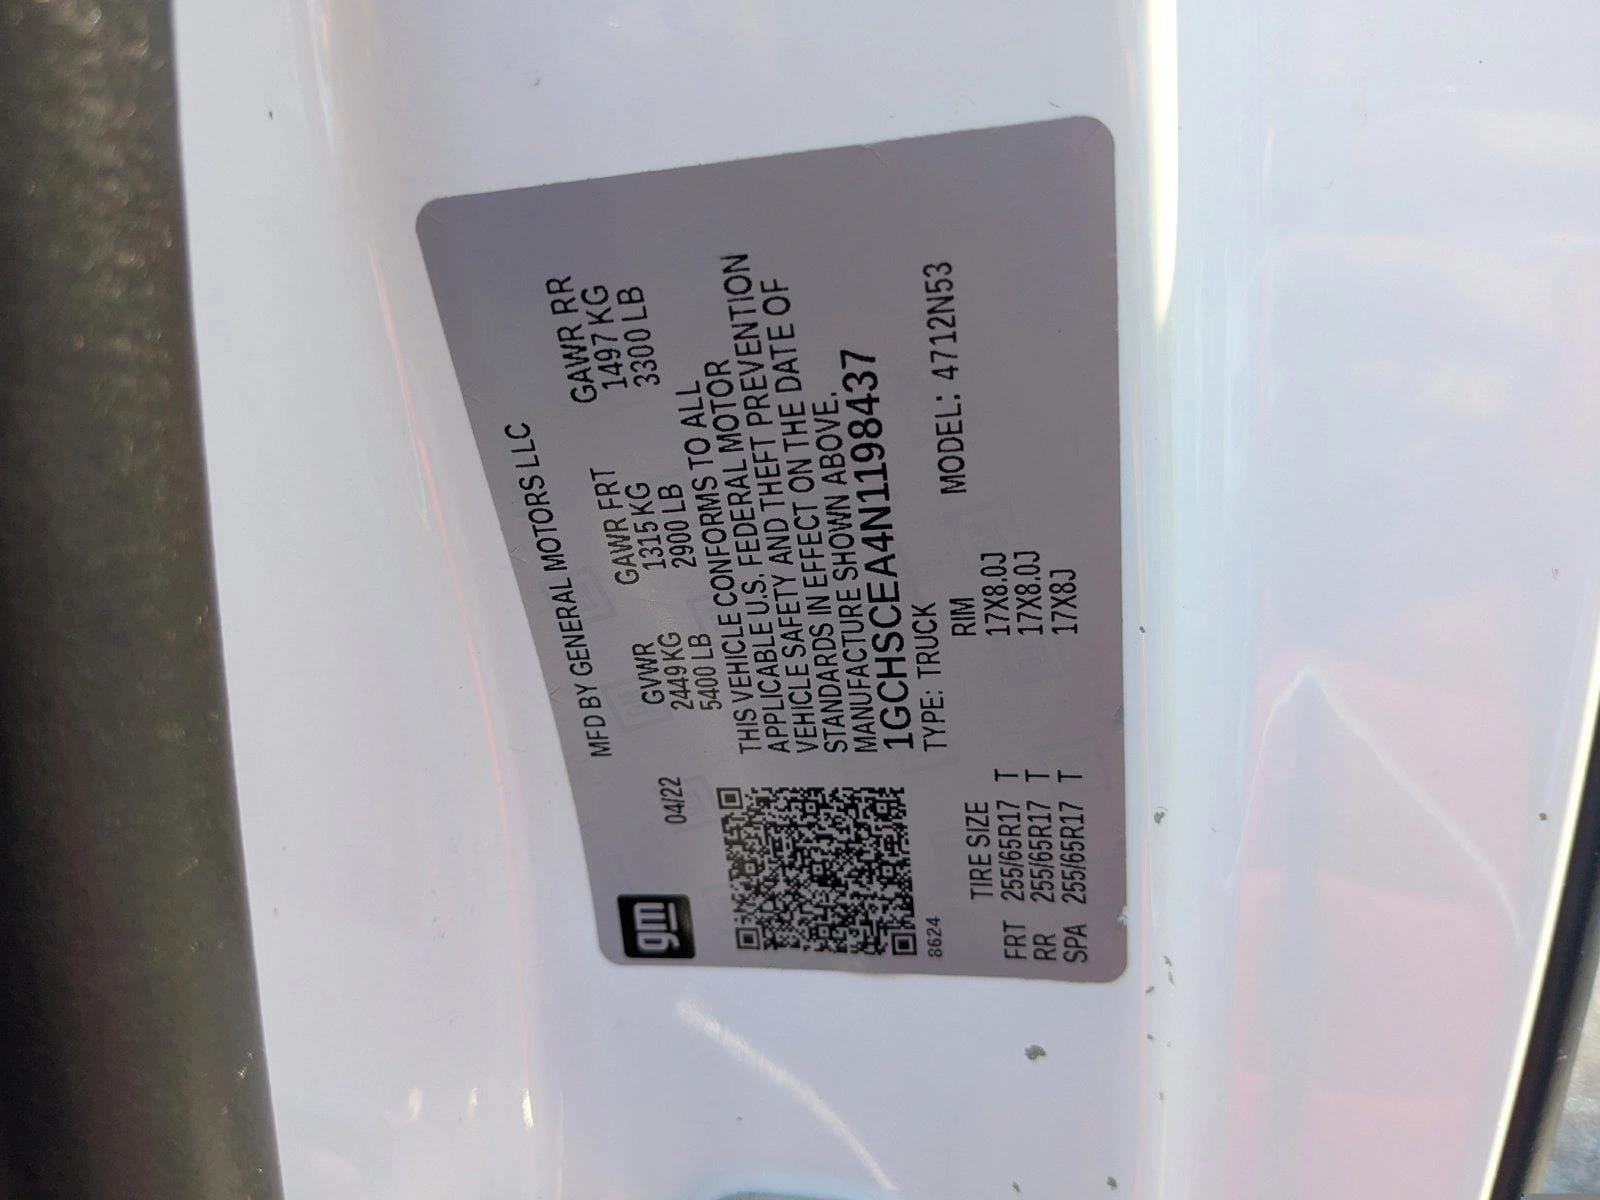 gm
MFD BY GENERAL MOTORS LLC
04/22
GVWR GAWR FRT GAWR RR
2449 KG 1315 KG 1497 KG
5400 LB 2900 LB 3300 LB
THIS VEHICLE CONFORMS TO ALL
APPLICABLE U.S. FEDERAL MOTOR
VEHICLE SAFETY AND THEFT PREVENTION
STANDARDS IN EFFECT ON THE DATE OF
MANUFACTURE SHOWN ABOVE.
1GCHSCEA4N1198437
8624
TYPE: TRUCK MODEL: 4712N53
TIRE SIZE RIM
FRT 255/65R17 T 17X8.0J
RR 255/65R17 T 17X8.0J
SPA 255/65R17 T 17X8J